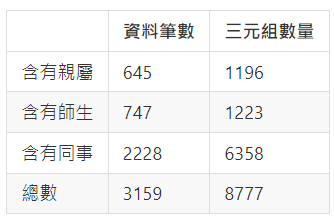 資料筆數 三元組數量
含有親屬 645 1196
含有師生 747 1223
含有同事 2228 6358
總數 3159 8777